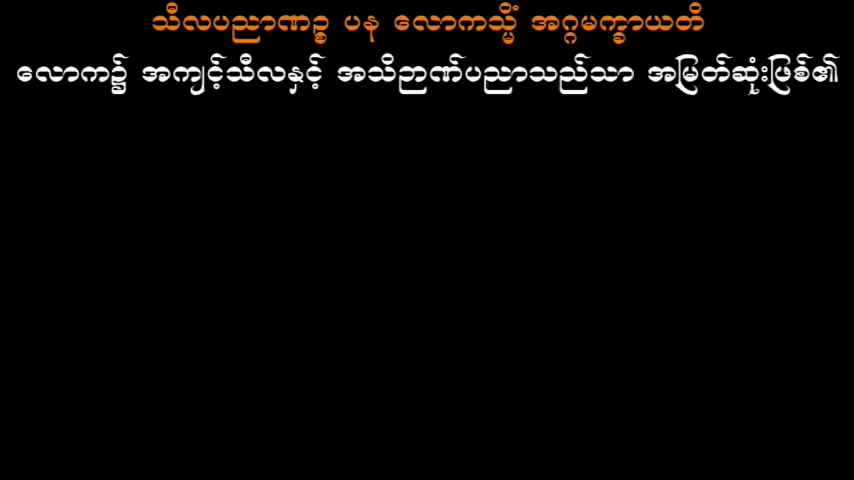 သီလပညာဏဉ္စ ပန လောကသ္မိံ အဂ္ဂမက္ခာယတိ
လောက၌ အကျင့်သီလနှင့် အသိဉာဏ်ပညာသည်သာ အမြတ်ဆုံးဖြစ်၏